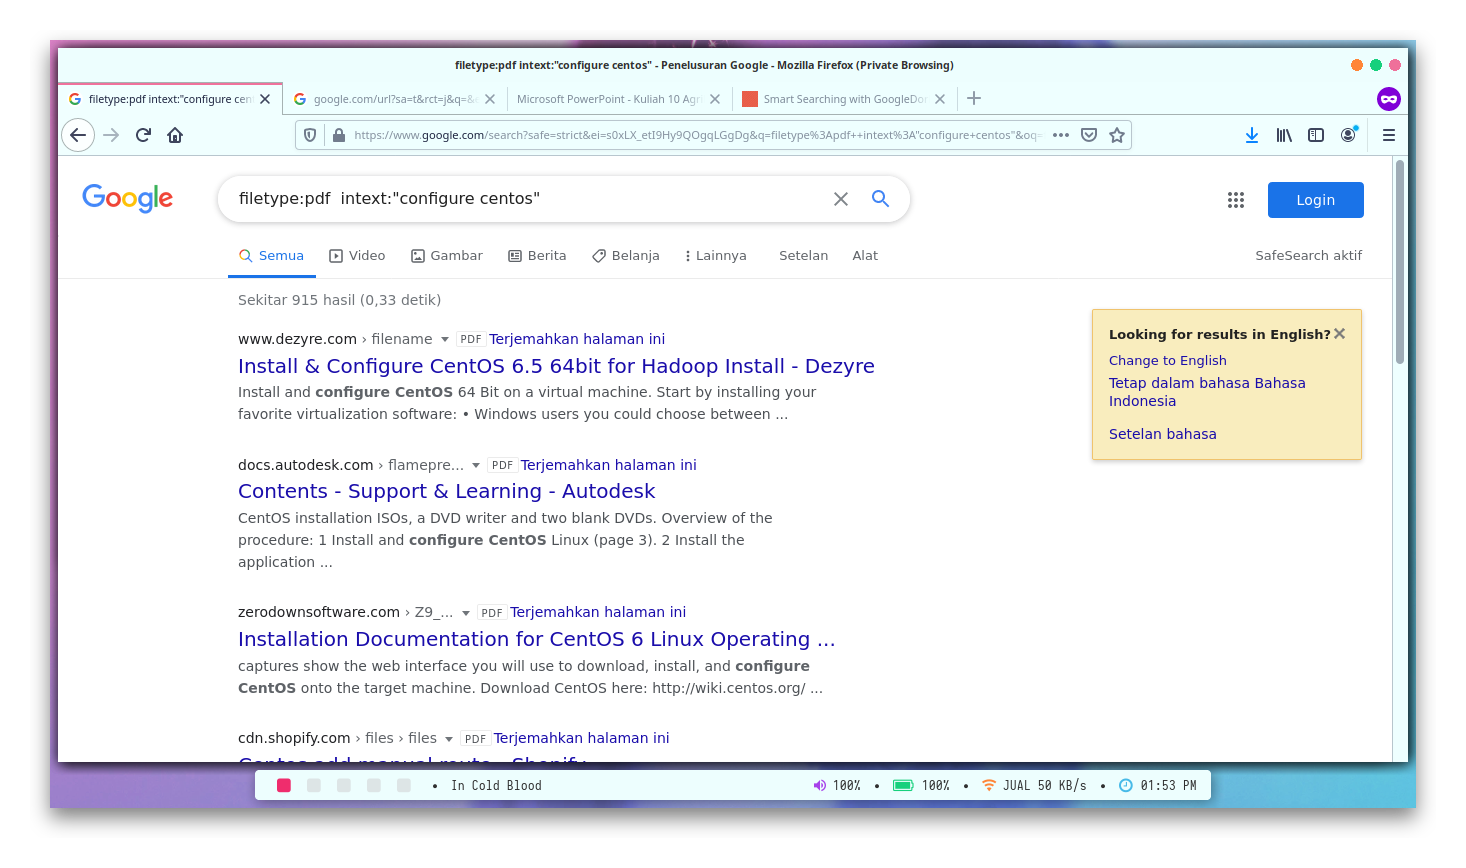 filetype:pdf intext:"configure centos" - Penelusuran Google - Mozilla Firefox (Private Browsing)
filetype:pdf intext:"configure cen
google.com/url?sa=t&rct=j&q=&
Microsoft PowerPoint - Kuliah 10 Agr
Smart Searching with GoogleDor
https://www.google.com/search?safe=strict&ei=s0xLX_etI9Hy9QOgqLGgDg&q=filetype%3Apdf++intext%3A"configure+centos"&oq=
Google
filetype:pdf  intext:"configure centos"
Login
Semua
Video
Gambar
Berita
Belanja
Lainnya
Setelan
Alat
SafeSearch aktif
Sekitar 915 hasil (0,33 detik)
www.dezyre.com › filename PDF Terjemahkan halaman ini
Install & Configure CentOS 6.5 64bit for Hadoop Install - Dezyre
Install and configure CentOS 64 Bit on a virtual machine. Start by installing your
favorite virtualization software: • Windows users you could choose between ...
docs.autodesk.com › flamepre... PDF Terjemahkan halaman ini
Contents - Support & Learning - Autodesk
CentOS installation ISOs, a DVD writer and two blank DVDs. Overview of the
procedure: 1 Install and configure CentOS Linux (page 3). 2 Install the
application ...
zerodownsoftware.com › Z9_... PDF Terjemahkan halaman ini
Installation Documentation for CentOS 6 Linux Operating ...
captures show the web interface you will use to download, install, and configure
CentOS onto the target machine. Download CentOS here: http://wiki.centos.org/ ...
cdn.shopify.com › files › files PDF Terjemahkan halaman ini
Centos add manual route - Shopify
Looking for results in English?
Change to English
Tetap dalam bahasa Bahasa
Indonesia
Setelan bahasa
• In Cold Blood
100% • 100% • JUAL 50 KB/s • 01:53 PM